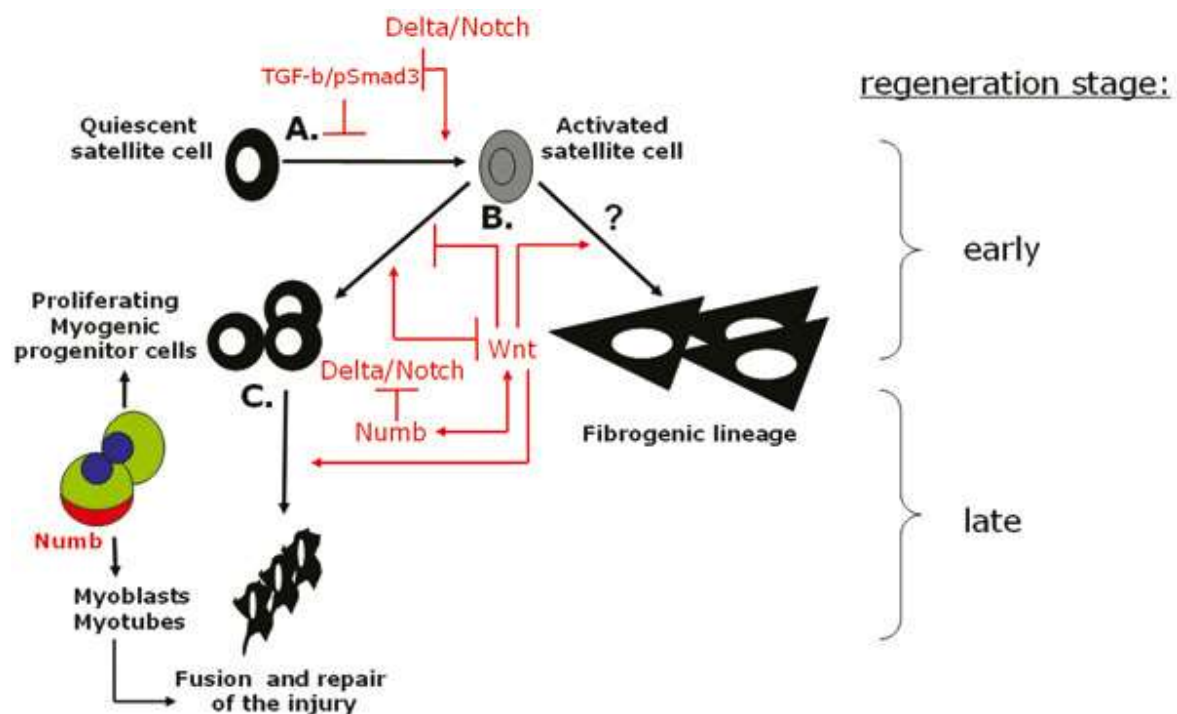 Delta/Notch
TGF-b/pSmad3
regeneration stage:
Quiescent
satellite cell
A.
Activated
satellite cell
B.
?
early
Proliferating
Myogenic
progenitor cells
Wnt
Delta/Notch
C.
Numb
Fibrogenic lineage
late
Numb
Myoblasts
Myotubes
Fusion and repair
of the injury